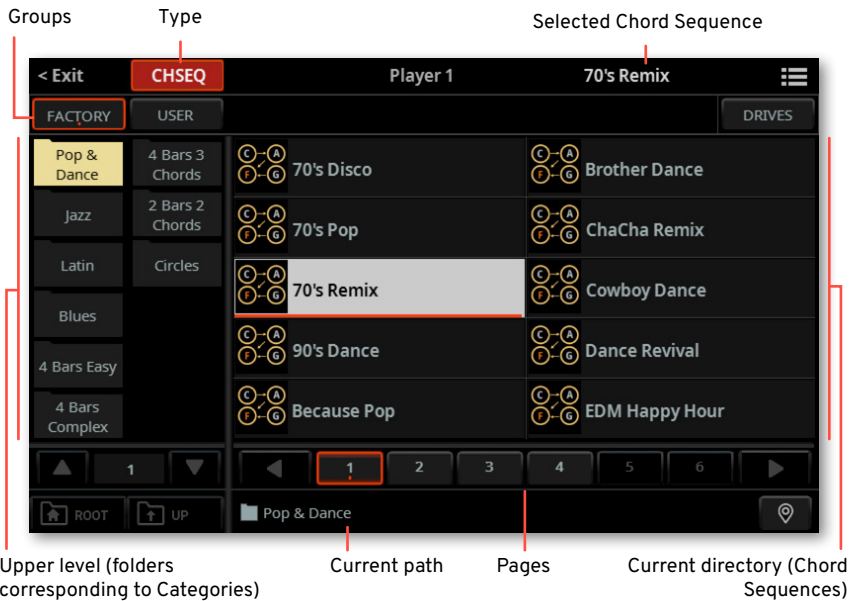 Groups
Type
Selected Chord Sequence
< Exit
CHSEQ
Player 1
70's Remix
FACTORY
USER
DRIVES
Pop &
Dance
4 Bars 3
Chords
Jazz
2 Bars 2
Chords
Latin
Circles
Blues
4 Bars Easy
4 Bars
Complex
C A
F G
70's Disco
C A
F G
Brother Dance
C A
F G
70's Pop
C A
F G
ChaCha Remix
C A
F G
70's Remix
C A
F G
Cowboy Dance
C A
F G
90's Dance
C A
F G
Dance Revival
C A
F G
Because Pop
C A
F G
EDM Happy Hour
1
1 2 3 4 5 6
ROOT
UP
Pop & Dance
Upper level (folders
corresponding to Categories)
Current path
Pages
Current directory (Chord
Sequences)